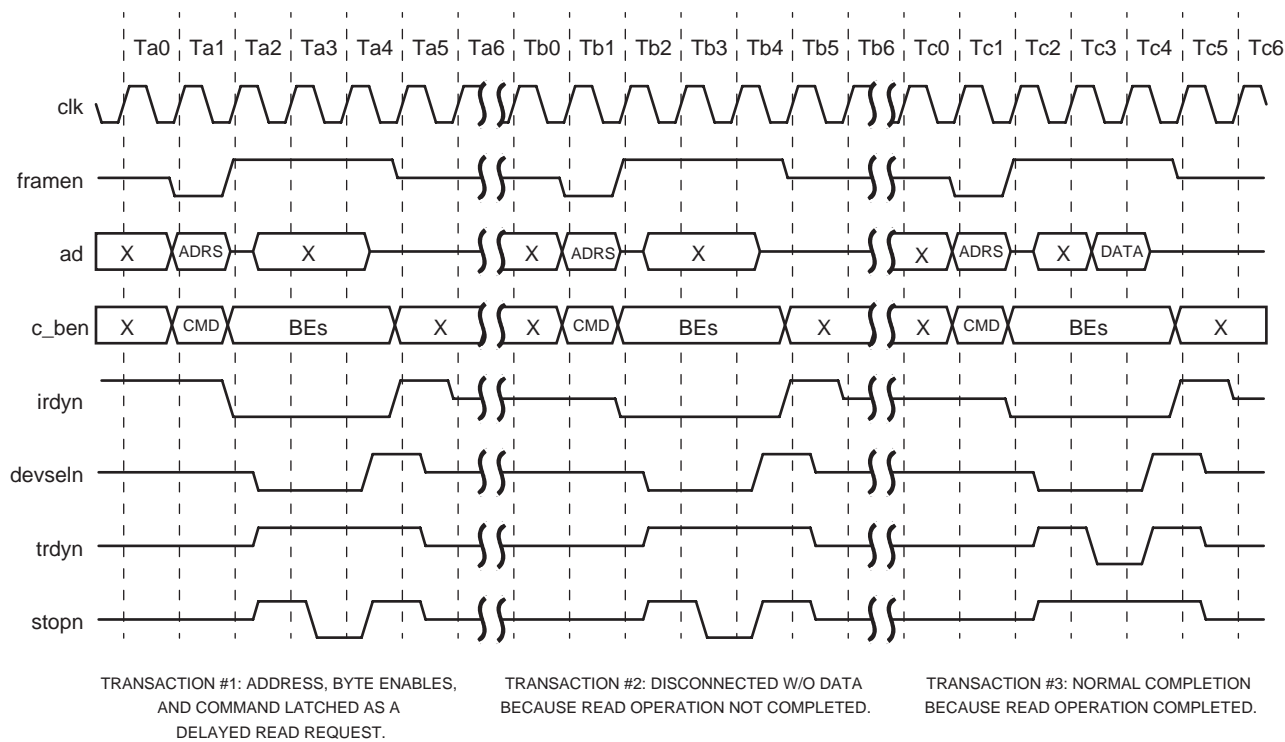 Ta0 Ta1 Ta2 Ta3 Ta4 Ta5 Ta6 Tb0 Tb1 Tb2 Tb3 Tb4 Tb5 Tb6 Tc0 Tc1 Tc2 Tc3 Tc4 Tc5 Tc6
clk
framen
ad X ADRS X X ADRS X X ADRS X DATA
c_ben X CMD BEs X X CMD BEs X X CMD BEs X
irdyn
devseln
trdyn
stopn
TRANSACTION #1: ADDRESS, BYTE ENABLES,
AND COMMAND LATCHED AS A
DELAYED READ REQUEST.
TRANSACTION #2: DISCONNECTED W/O DATA
BECAUSE READ OPERATION NOT COMPLETED.
TRANSACTION #3: NORMAL COMPLETION
BECAUSE READ OPERATION COMPLETED.